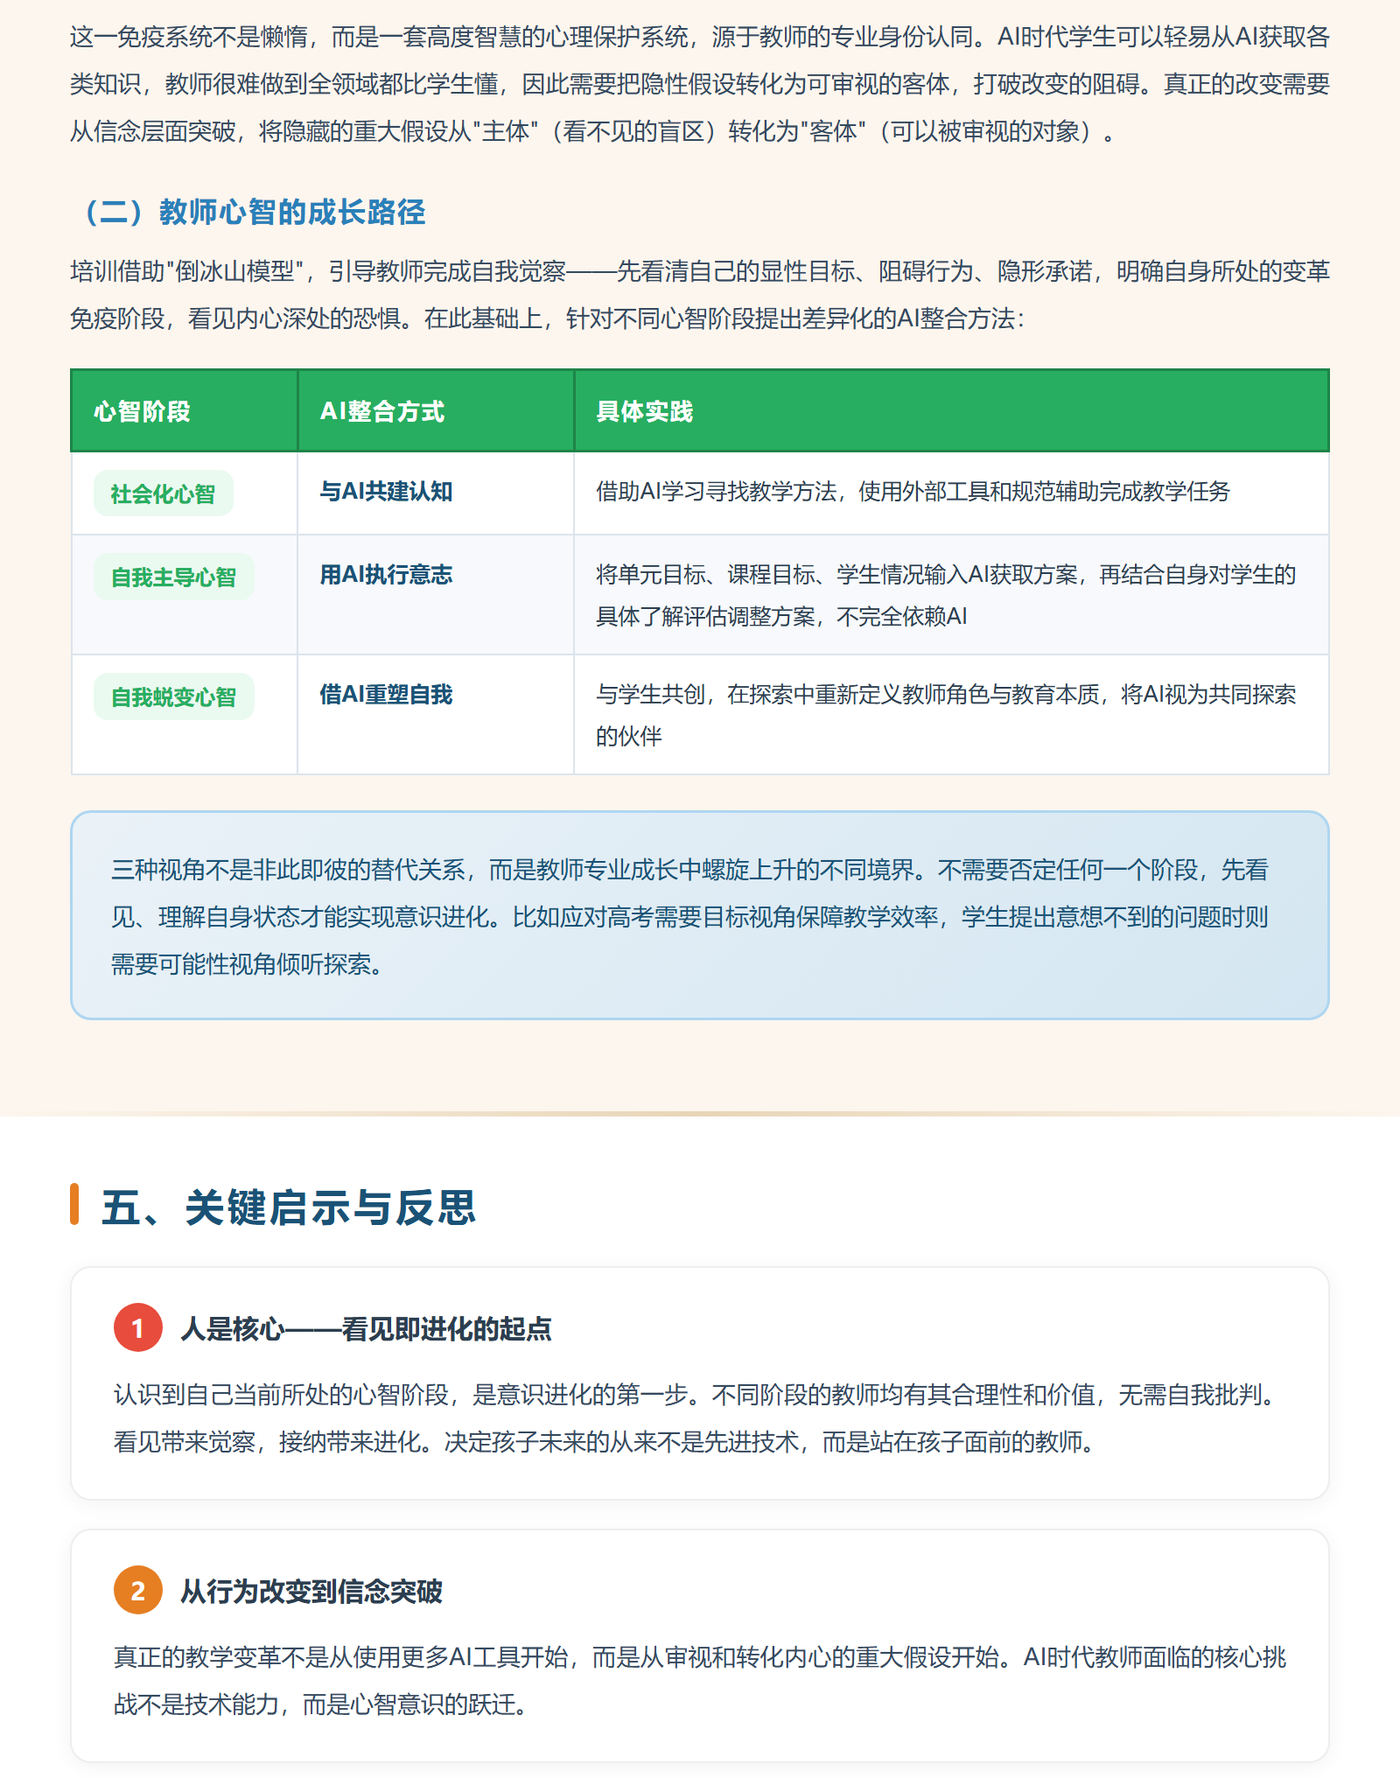 这一免疫系统不是懒惰，而是一套高度智慧的心理保护系统，源于教师的专业身份认同。AI时代学生可以轻易从AI获取各
类知识，教师很难做到全领域都比学生懂，因此需要把隐性假设转化为可审视的客体，打破改变的阻碍。真正的改变需要
从信念层面突破，将隐藏的重大假设从"主体"（看不见的盲区）转化为"客体"（可以被审视的对象）。
（二）教师心智的成长路径
培训借助"倒冰山模型"，引导教师完成自我觉察——先看清自己的显性目标、阻碍行为、隐形承诺，明确自身所处的变革
免疫阶段，看见内心深处的恐惧。在此基础上，针对不同心智阶段提出差异化的AI整合方法：
心智阶段 AI整合方式 具体实践
社会化心智 与AI共建认知 借助AI学习寻找教学方法，使用外部工具和规范辅助完成教学任务
自我主导心智 用AI执行意志 将单元目标、课程目标、学生情况输入AI获取方案，再结合自身对学生的
具体了解评估调整方案，不完全依赖AI
自我蜕变心智 借AI重塑自我 与学生共创，在探索中重新定义教师角色与教育本质，将AI视为共同探索
的伙伴
三种视角不是非此即彼的替代关系，而是教师专业成长中螺旋上升的不同境界。不需要否定任何一个阶段，先看
见、理解自身状态才能实现意识进化。比如应对高考需要目标视角保障教学效率，学生提出意想不到的问题时则
需要可能性视角倾听探索。
五、关键启示与反思
1 人是核心——看见即进化的起点
认识到自己当前所处的心智阶段，是意识进化的第一步。不同阶段的教师均有其合理性和价值，无需自我批判。
看见带来觉察，接纳带来进化。决定孩子未来的从来不是先进技术，而是站在孩子面前的教师。
2 从行为改变到信念突破
真正的教学变革不是从使用更多AI工具开始，而是从审视和转化内心的重大假设开始。AI时代教师面临的核心挑
战不是技术能力，而是心智意识的跃迁。